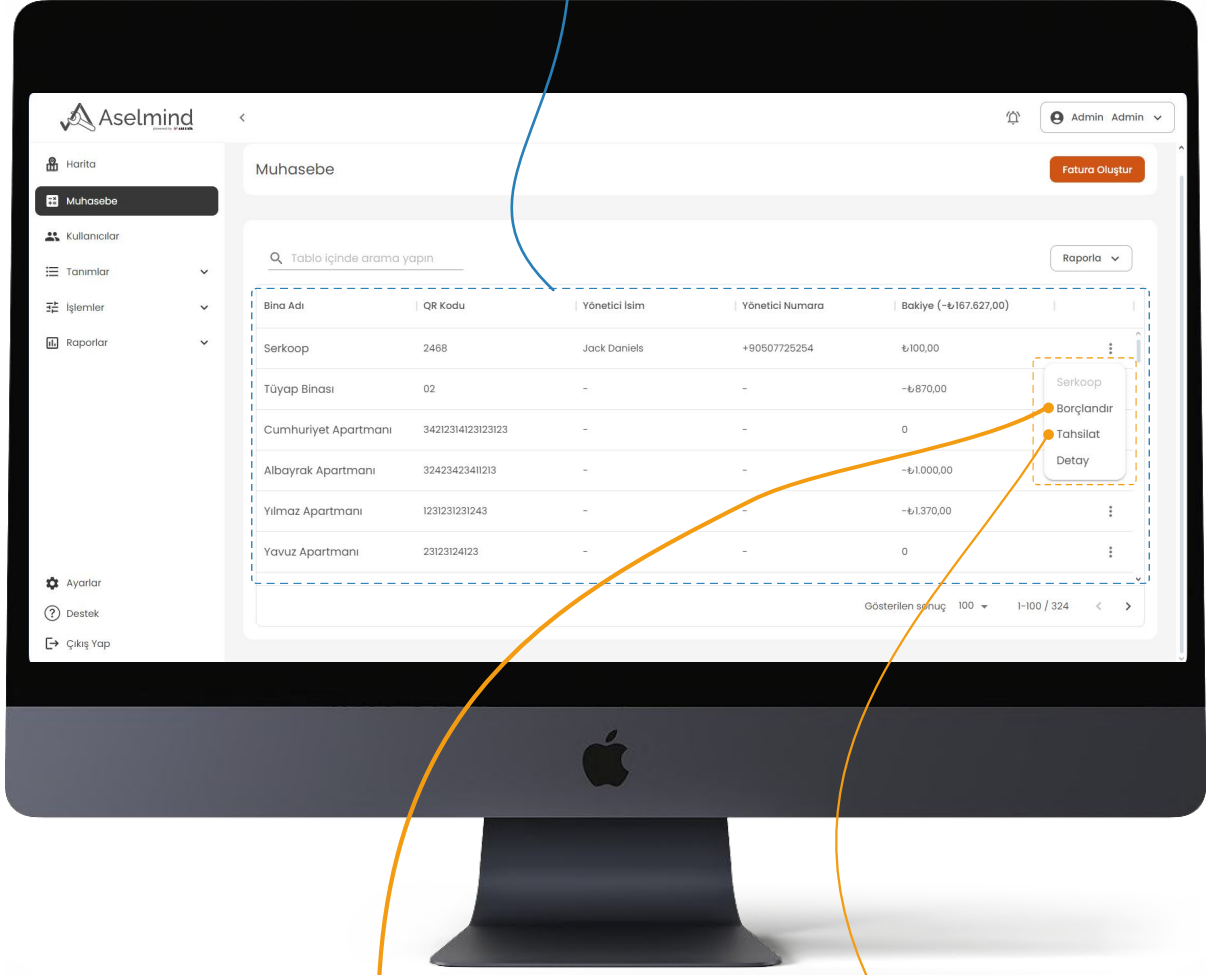 Aselmind
Admin Admin
Harita
Muhasebe
Kullanıcılar
Tanımlar
İşlemler
Raporlar
Ayarlar
Destek
Çıkış Yap
Muhasebe
Fatura Oluştur
Tablo içinde arama yapın
Raporla
Bina Adı QR Kodu Yönetici İsim Yönetici Numara Bakiye (-₺167.627,00)
Serkoop 2468 Jack Daniels +90507725254 ₺100,00
Tüyap Binası 02 - - -₺870,00
Cumhuriyet Apartmanı 34212314123123123 - - 0
Albayrak Apartmanı 32423423411213 - - -₺1.000,00
Yılmaz Apartmanı 1231231231243 - - -₺1.370,00
Yavuz Apartmanı 23123124123 - - 0
Serkoop
Borçlandır
Tahsilat
Detay
Gösterilen sonuç 100 1-100 / 324